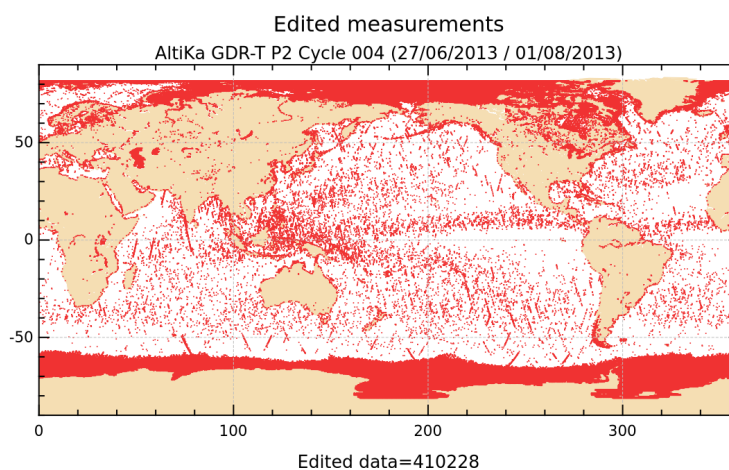 Edited measurements
AltiKa GDR-T P2 Cycle 004 (27/06/2013 / 01/08/2013)
50
0
-50
0 100 200 300
Edited data=410228